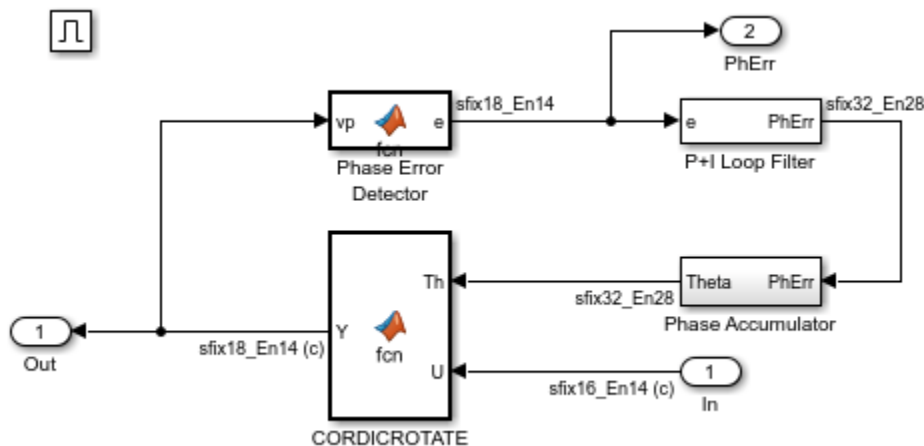 2
PhErr
sfix18_En14
sfix32_En28
vp
e
fcn
Phase Error
Detector
e
PhErr
P+I Loop Filter
Th
sfix32_En28
Theta
PhErr
Phase Accumulator
1
Out
Y
sfix18_En14 (c)
fcn
U
sfix16_En14 (c)
1
In
CORDICROTATE